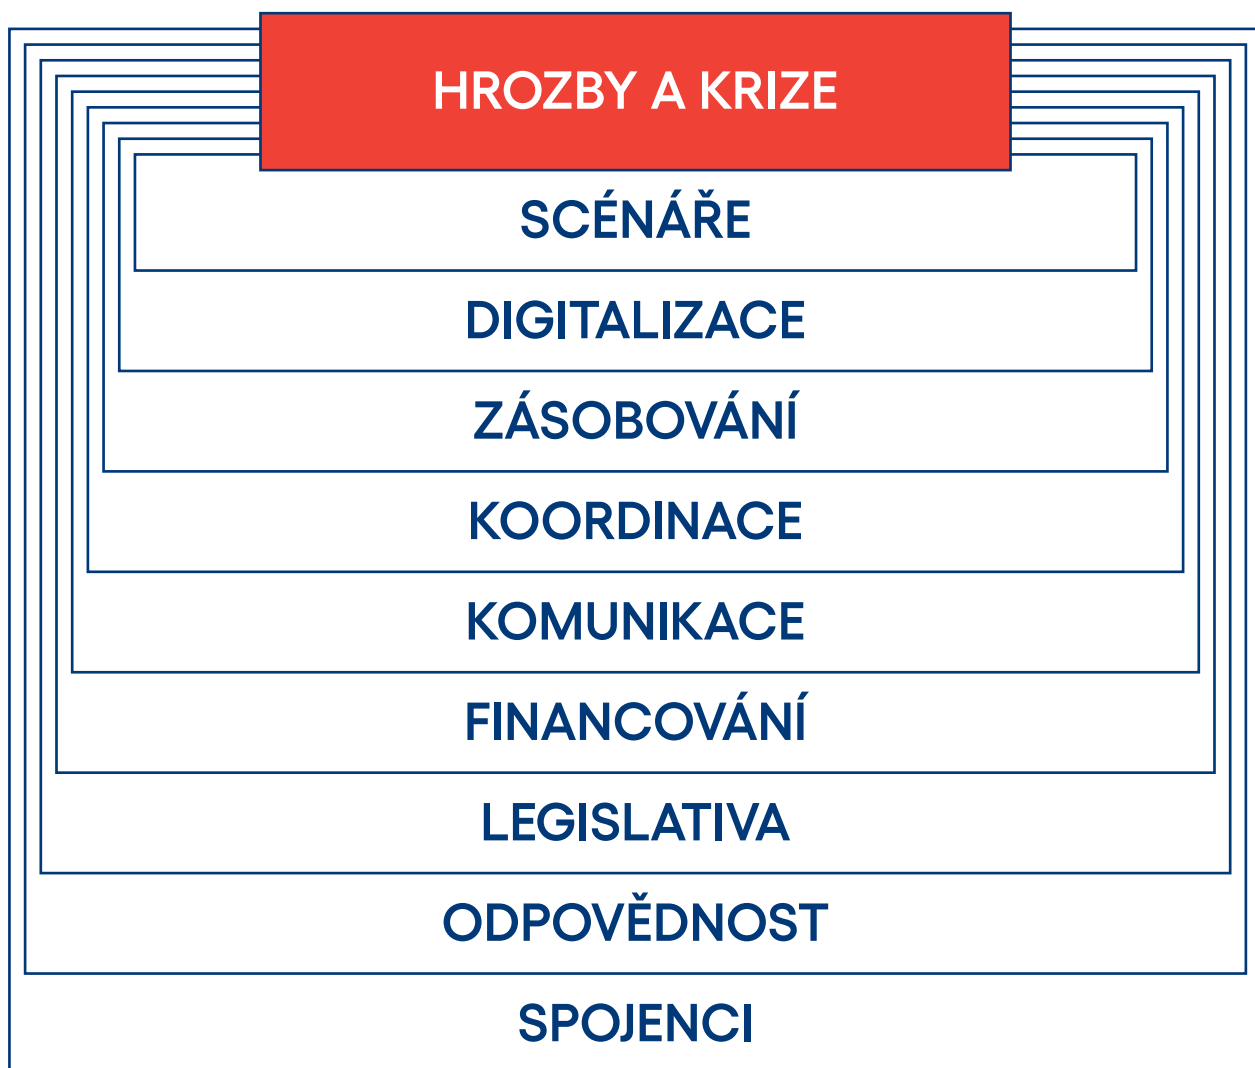 HROZBY A KRIZE
SCÉNÁŘE
DIGITALIZACE
ZÁSOBOVÁNÍ
KOORDINACE
KOMUNIKACE
FINANCOVÁNÍ
LEGISLATIVA
ODPOVĚDNOST
SPOJENCI